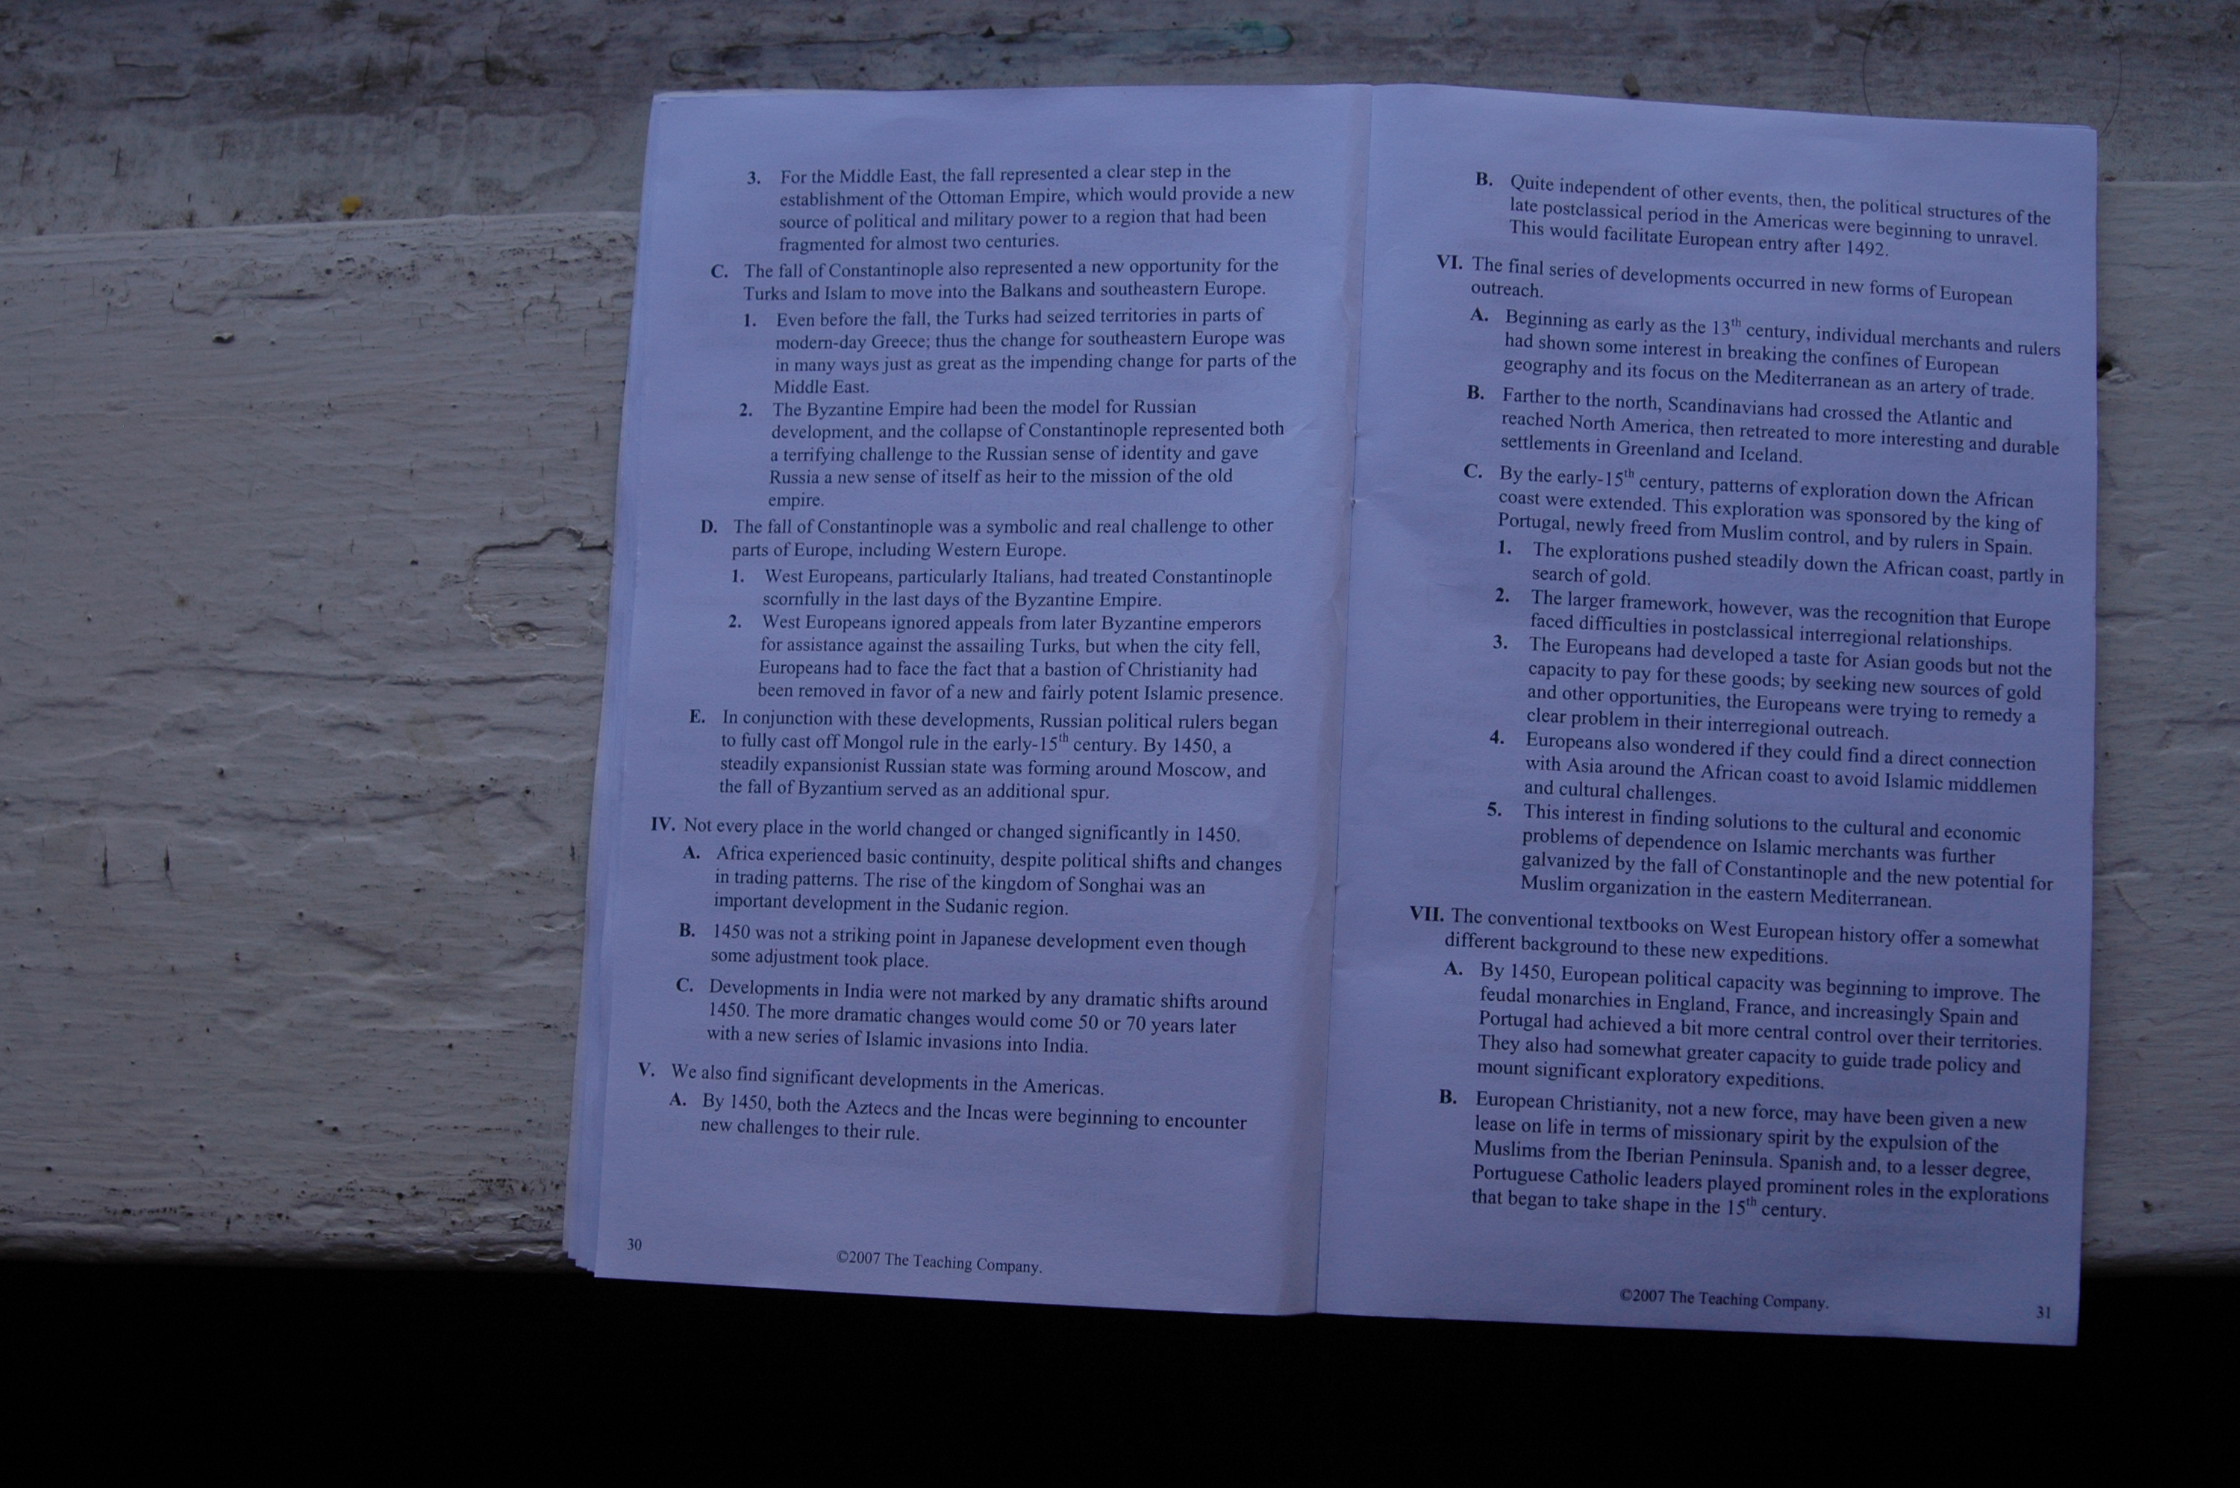 3. For the Middle East, the fall represented a clear step in the
establishment of the Ottoman Empire, which would provide a new
source of political and military power to a region that had been
fragmented for almost two centuries.
C. The fall of Constantinople also represented a new opportunity for the
Turks and Islam to move into the Balkans and southeastern Europe.
1. Even before the fall, the Turks had seized territories in parts of
modern-day Greece; thus the change for southeastern Europe was
in many ways just as great as the impending change for parts of the
Middle East.
2. The Byzantine Empire had been the model for Russian
development, and the collapse of Constantinople represented both
a terrifying challenge to the Russian sense of identity and gave
Russia a new sense of itself as heir to the mission of the old
empire.
D. The fall of Constantinople was a symbolic and real challenge to other
parts of Europe, including Western Europe.
1. West Europeans, particularly Italians, had treated Constantinople
scornfully in the last days of the Byzantine Empire.
2. West Europeans ignored appeals from later Byzantine emperors
for assistance against the assailing Turks, but when the city fell,
Europeans had to face the fact that a bastion of Christianity had
been removed in favor of a new and fairly potent Islamic presence.
E. In conjunction with these developments, Russian political rulers began
to fully cast off Mongol rule in the early-15th century. By 1450, a
steadily expansionist Russian state was forming around Moscow, and
the fall of Byzantium served as an additional spur.
IV. Not every place in the world changed or changed significantly in 1450.
A. Africa experienced basic continuity, despite political shifts and changes
in trading patterns. The rise of the kingdom of Songhai was an
important development in the Sudanic region.
B. 1450 was not a striking point in Japanese development even though
some adjustment took place.
C. Developments in India were not marked by any dramatic shifts around
1450. The more dramatic changes would come 50 or 70 years later
with a new series of Islamic invasions into India.
V. We also find significant developments in the Americas.
A. By 1450, both the Aztecs and the Incas were beginning to encounter
new challenges to their rule.
30
©2007 The Teaching Company.
B. Quite independent of other events, then, the political structures of the
late postclassical period in the Americas were beginning to unravel.
This would facilitate European entry after 1492.
VI. The final series of developments occurred in new forms of European
outreach.
A. Beginning as early as the 13th century, individual merchants and rulers
had shown some interest in breaking the confines of European
geography and its focus on the Mediterranean as an artery of trade.
B. Farther to the north, Scandinavians had crossed the Atlantic and
reached North America, then retreated to more interesting and durable
settlements in Greenland and Iceland.
C. By the early-15th century, patterns of exploration down the African
coast were extended. This exploration was sponsored by the king of
Portugal, newly freed from Muslim control, and by rulers in Spain.
1. The explorations pushed steadily down the African coast, partly in
search of gold.
2. The larger framework, however, was the recognition that Europe
faced difficulties in postclassical interregional relationships.
3. The Europeans had developed a taste for Asian goods but not the
capacity to pay for these goods; by seeking new sources of gold
and other opportunities, the Europeans were trying to remedy a
clear problem in their interregional outreach.
4. Europeans also wondered if they could find a direct connection
with Asia around the African coast to avoid Islamic middlemen
and cultural challenges.
5. This interest in finding solutions to the cultural and economic
problems of dependence on Islamic merchants was further
galvanized by the fall of Constantinople and the new potential for
Muslim organization in the eastern Mediterranean.
VII. The conventional textbooks on West European history offer a somewhat
different background to these new expeditions.
A. By 1450, European political capacity was beginning to improve. The
feudal monarchies in England, France, and increasingly Spain and
Portugal had achieved a bit more central control over their territories.
They also had somewhat greater capacity to guide trade policy and
mount significant exploratory expeditions.
B. European Christianity, not a new force, may have been given a new
lease on life in terms of missionary spirit by the expulsion of the
Muslims from the Iberian Peninsula. Spanish and, to a lesser degree,
Portuguese Catholic leaders played prominent roles in the explorations
that began to take shape in the 15th century.
©2007 The Teaching Company.
31